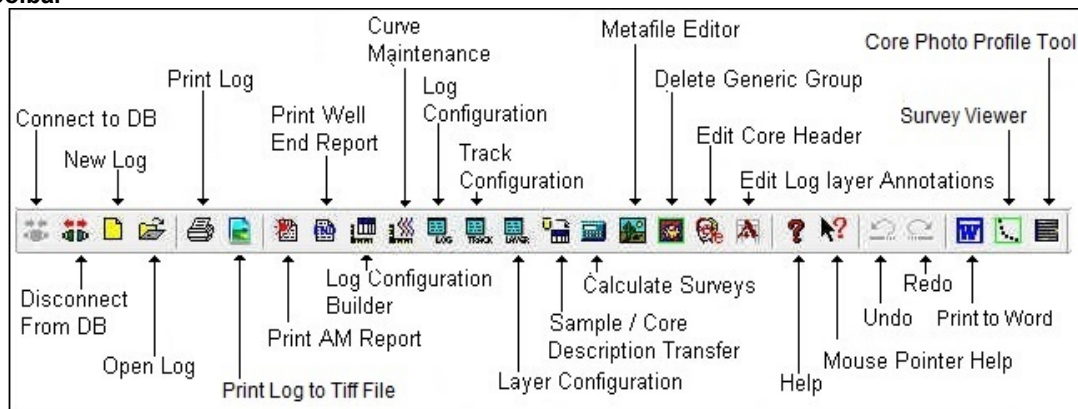 Curve
Maintenance
Metafile Editor
Core Photo Profile Tool
Print Log
Log
Configuration
Delete Generic Group
Connect to DB
Print Well
End Report
Survey Viewer
New Log
Track
Configuration
Edit Core Header
Edit Log layer Annotations
LOG
TRACK
LAYER
W
Disconnect
From DB
Log Configuration
Builder
Calculate Surveys
Redo
Open Log
Print AM Report
Sample / Core
Description Transfer
Undo
Print to Word
Print Log to Tiff File
Layer Configuration
Help
Mouse Pointer Help